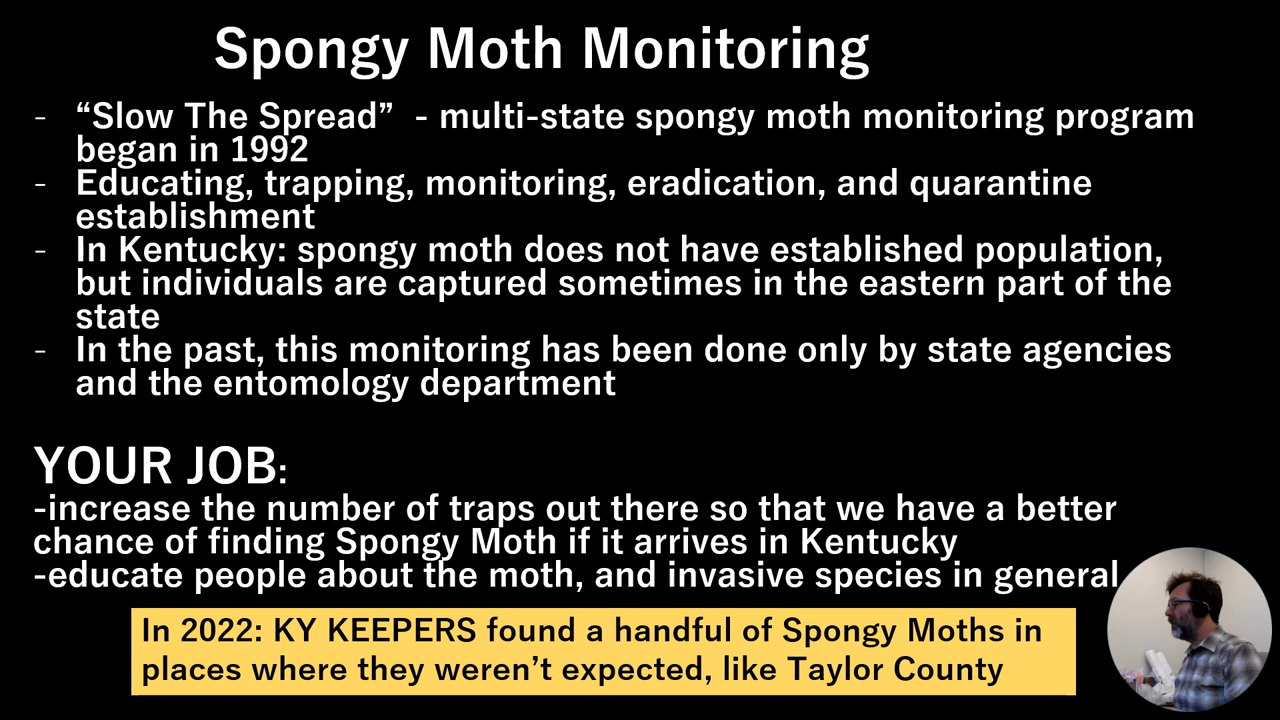 Spongy Moth Monitoring
- “Slow The Spread”  - multi-state spongy moth monitoring program
began in 1992
- Educating, trapping, monitoring, eradication, and quarantine
establishment
- In Kentucky: spongy moth does not have established population,
but individuals are captured sometimes in the eastern part of the
state
- In the past, this monitoring has been done only by state agencies
and the entomology department
YOUR JOB:
-increase the number of traps out there so that we have a better
chance of finding Spongy Moth if it arrives in Kentucky
-educate people about the moth, and invasive species in general
In 2022: KY KEEPERS found a handful of Spongy Moths in
places where they weren’t expected, like Taylor County